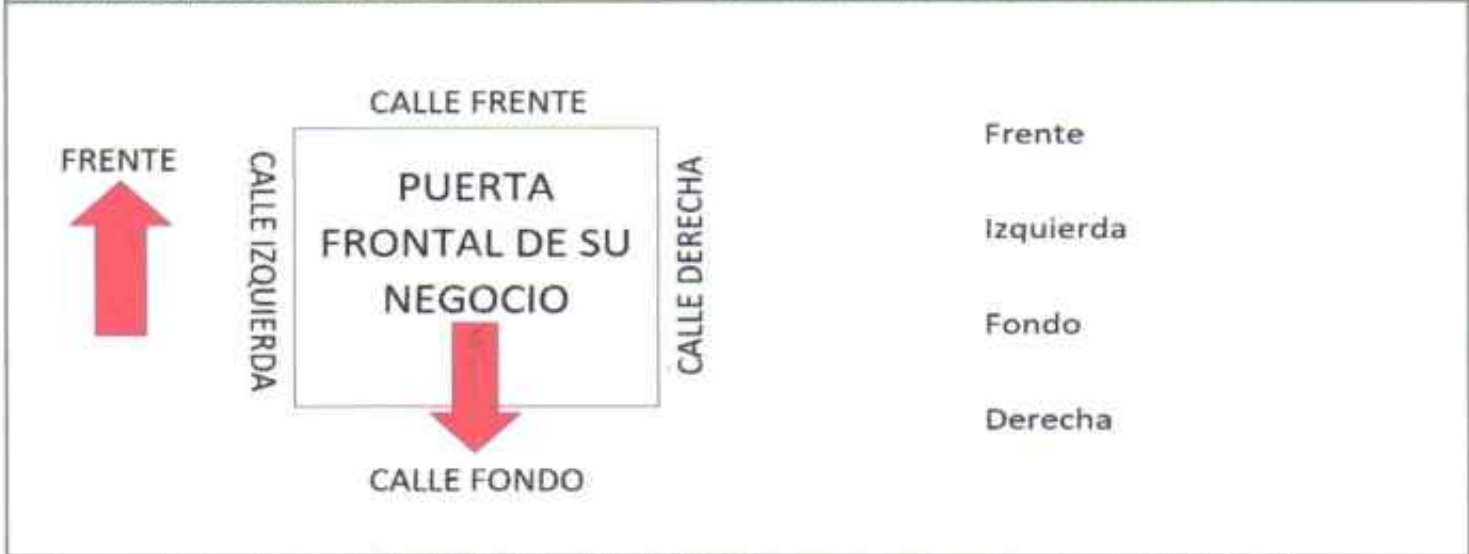 CALLE FRENTE
FRENTE
CALLE IZQUIERDA
PUERTA
FRONTAL DE SU
NEGOCIO
CALLE DERECHA
CALLE FONDO
Frente
Izquierda
Fondo
Derecha